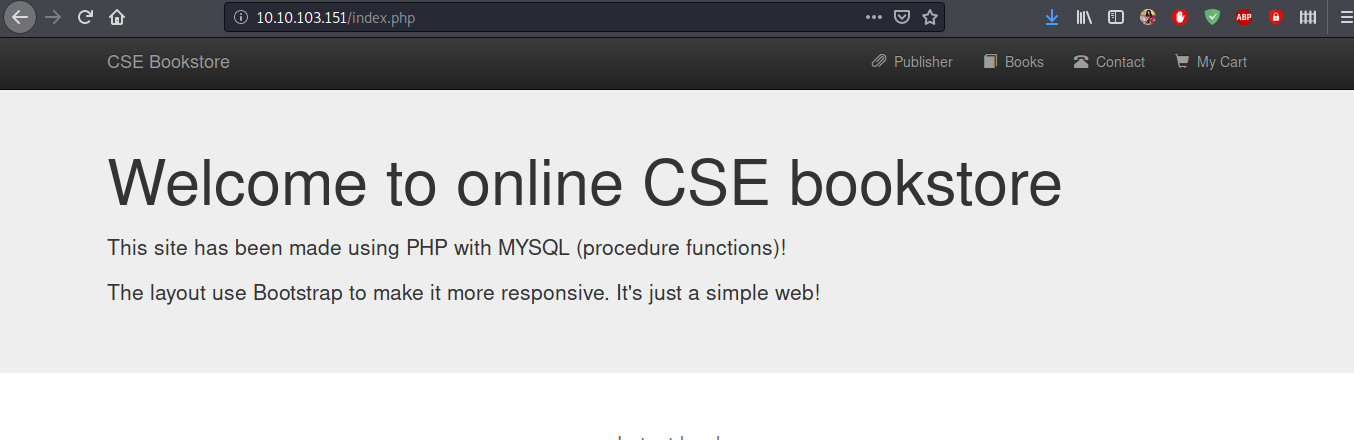 10.10.103.151/index.php
ABP
CSE Bookstore Publisher Books Contact My Cart
Welcome to online CSE bookstore
This site has been made using PHP with MYSQL (procedure functions)!
The layout use Bootstrap to make it more responsive. It's just a simple web!